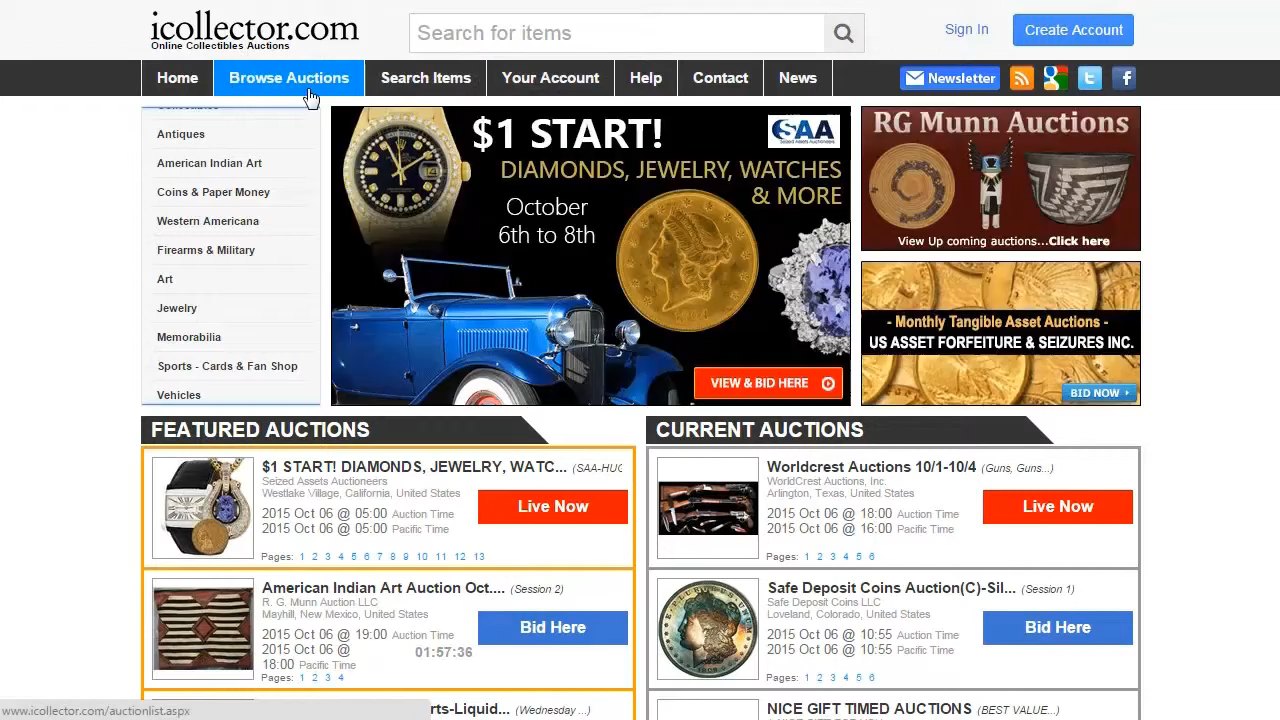 icollector.com
Online Collectibles Auctions
Search for items
Sign In
Create Account
Home
Browse Auctions
Search Items
Your Account
Help
Contact
News
Newsletter
Antiques
American Indian Art
Coins & Paper Money
Western Americana
Firearms & Military
Art
Jewelry
Memorabilia
Sports - Cards & Fan Shop
Vehicles
$1 START!
SAA
Seized Assets Auctioneers
DIAMONDS, JEWELRY, WATCHES
& MORE
October
6th to 8th
VIEW & BID HERE
RG Munn Auctions
View Up coming auctions...Click here
- Monthly Tangible Asset Auctions -
US ASSET FORFEITURE & SEIZURES INC.
BID NOW
FEATURED AUCTIONS
$1 START! DIAMONDS, JEWELRY, WATC... (SAA-HUG
Seized Assets Auctioneers
Westlake Village, California, United States
2015 Oct 06 @ 05:00 Auction Time
2015 Oct 06 @ 05:00 Pacific Time
Live Now
Pages: 1 2 3 4 5 6 7 8 9 10 11 12 13
American Indian Art Auction Oct.... (Session 2)
R. G. Munn Auction LLC
Mayhill, New Mexico, United States
2015 Oct 06 @ 19:00 Auction Time
2015 Oct 06 @
18:00 Pacific Time
01:57:36
Bid Here
Pages: 1 2 3 4
rts-Liquid... (Wednesday ...)
CURRENT AUCTIONS
Worldcrest Auctions 10/1-10/4 (Guns, Guns...)
WorldCrest Auctions, Inc.
Arlington, Texas, United States
2015 Oct 06 @ 18:00 Auction Time
2015 Oct 06 @ 16:00 Pacific Time
Live Now
Pages: 1 2 3 4 5 6
Safe Deposit Coins Auction(C)-Sil... (Session 1)
Safe Deposit Coins LLC
Loveland, Colorado, United States
2015 Oct 06 @ 10:55 Auction Time
2015 Oct 06 @ 10:55 Pacific Time
Bid Here
Pages: 1 2 3 4 5 6
NICE GIFT TIMED AUCTIONS (BEST VALUE...)
www.icollector.com/auctionlist.aspx